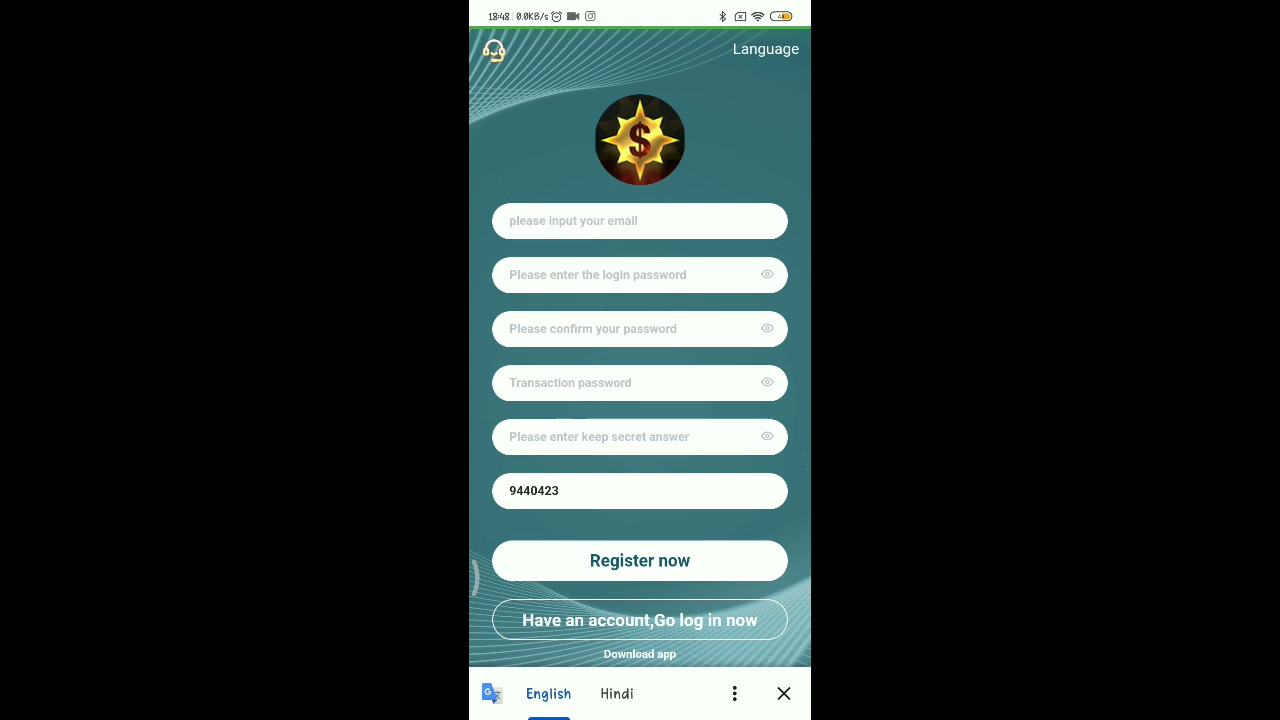 18:48 0.0KB/s 48
Language
$
please input your email
Please enter the login password
Please confirm your password
Transaction password
Please enter keep secret answer
9440423
Register now
Have an account,Go log in now
Download app
G 文 English Hindi